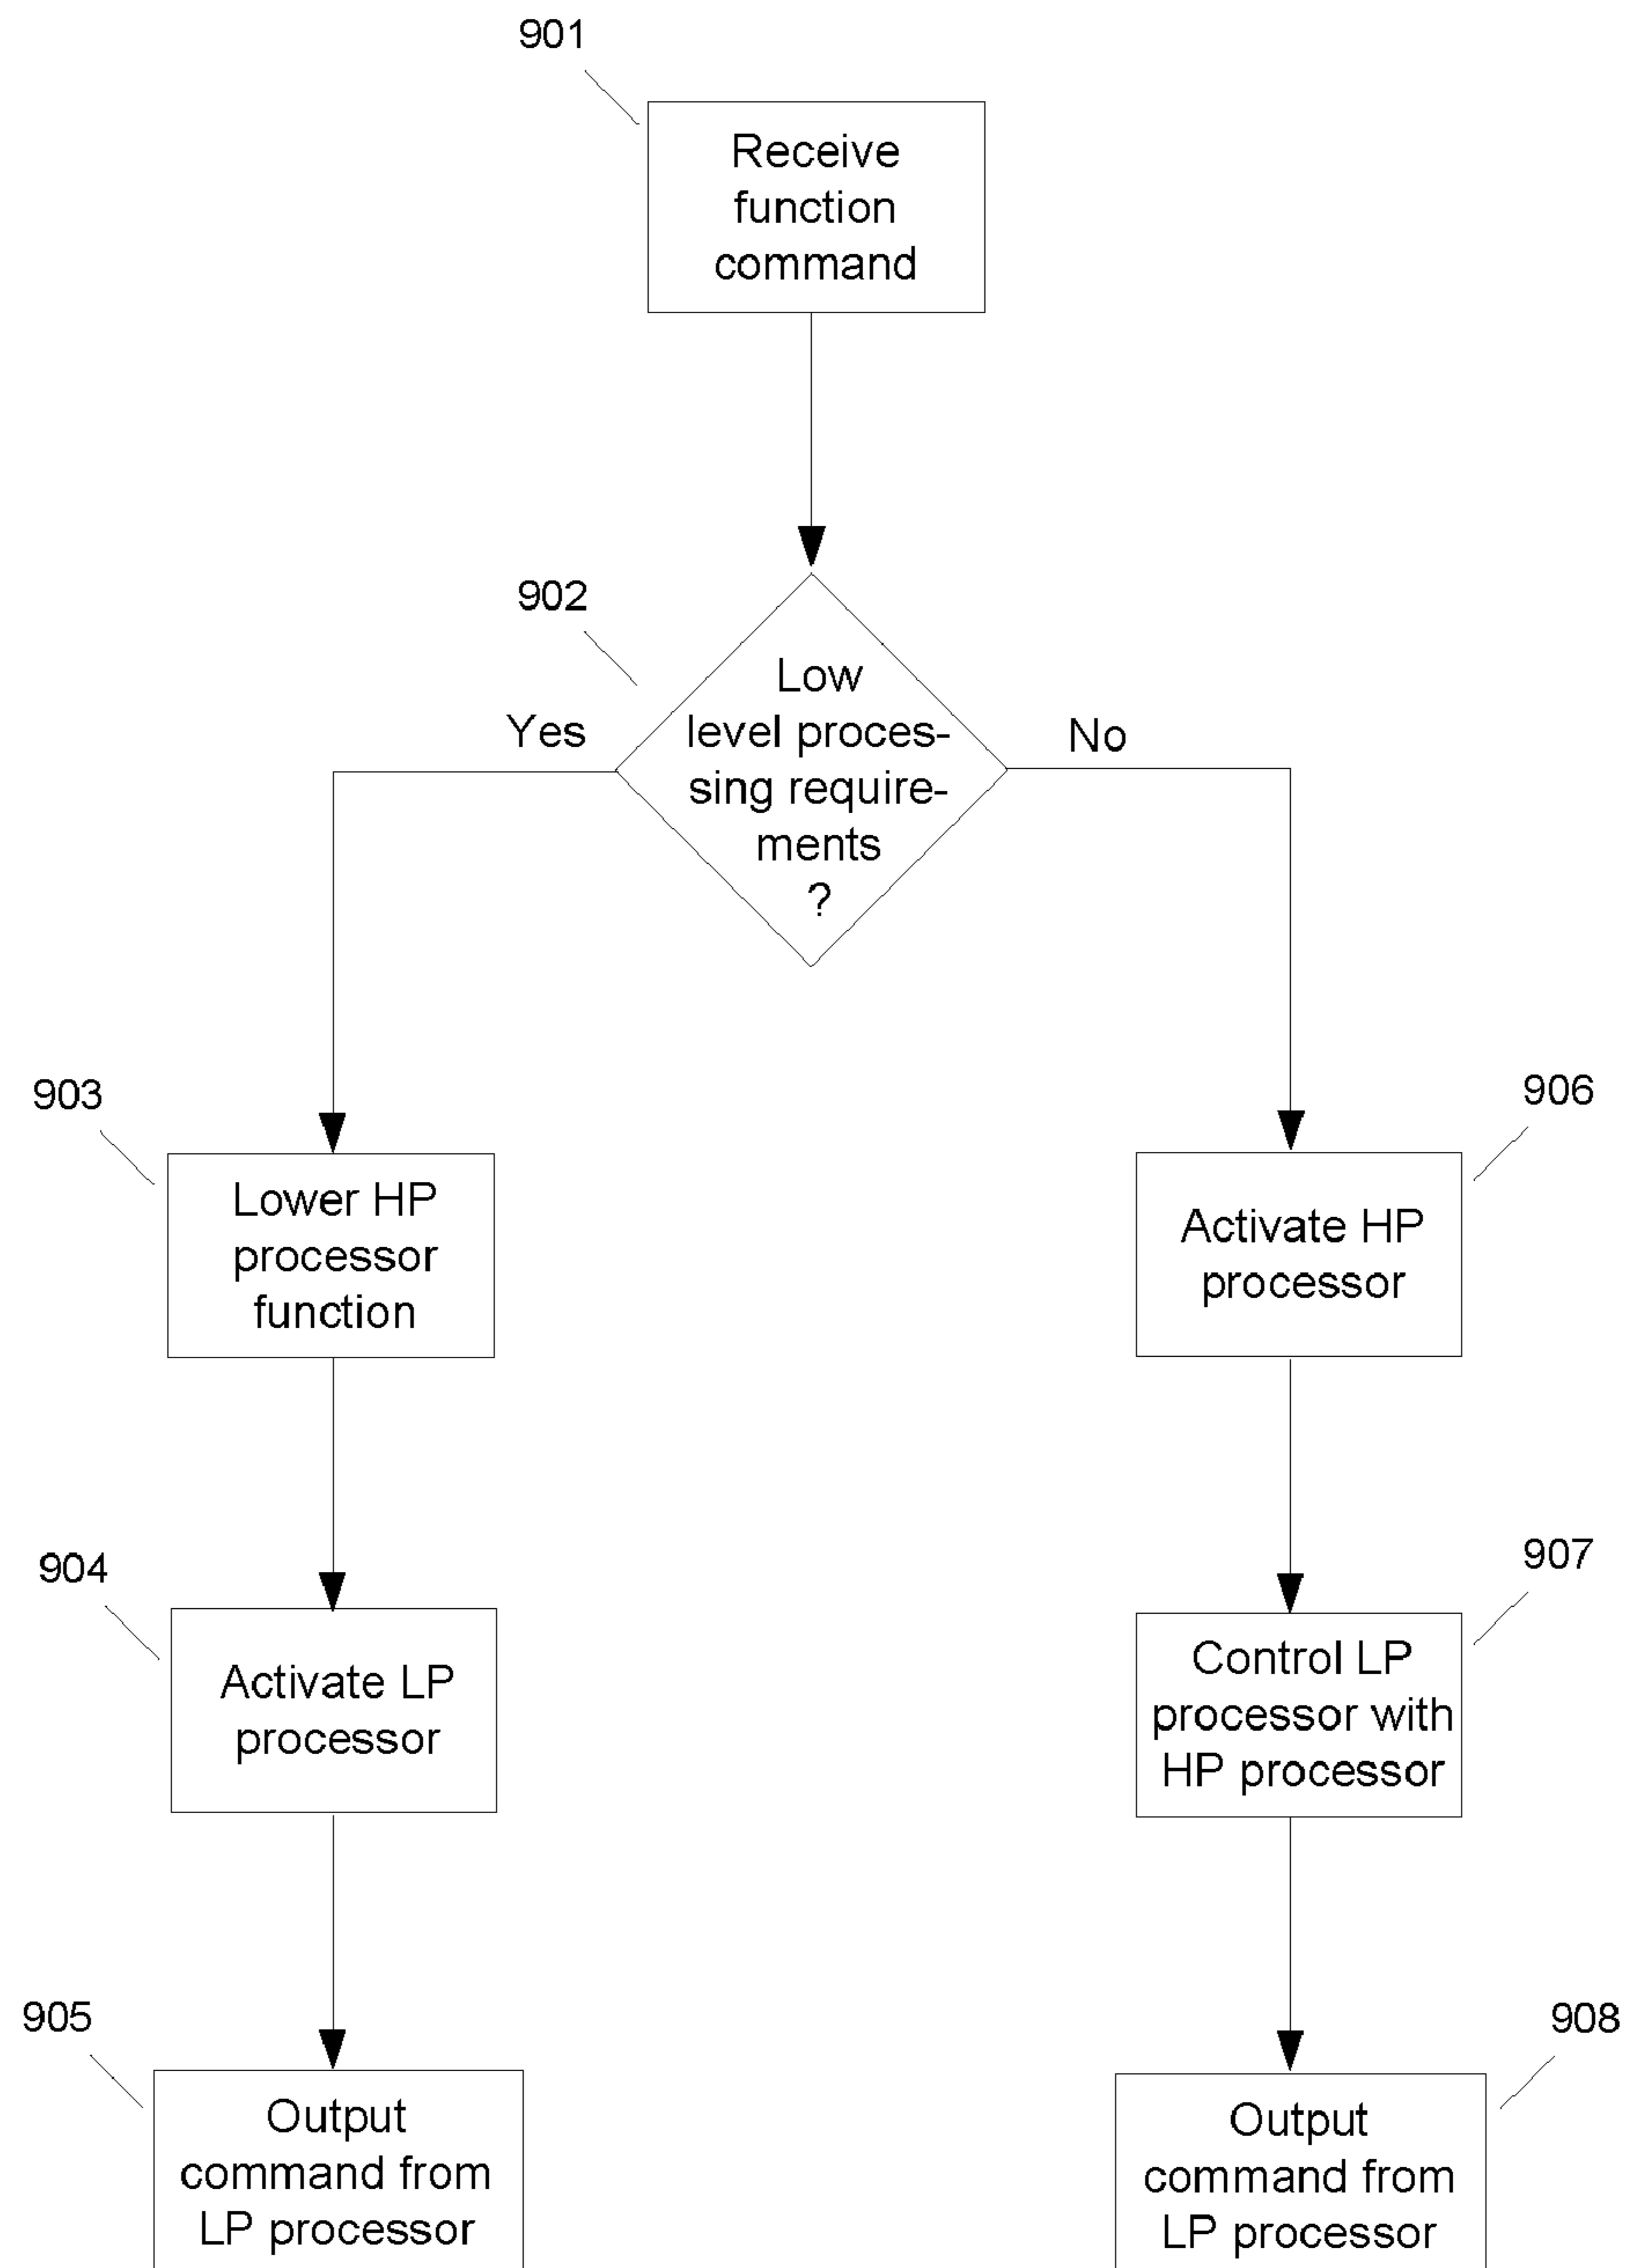 901
Receive
function
command
902
Low
level proces-
sing require-
ments
?
Yes
No
903
Lower HP
processor
function
906
Activate HP
processor
904
Activate LP
processor
907
Control LP
processor with
HP processor
905
Output
command from
LP processor
908
Output
command from
LP processor